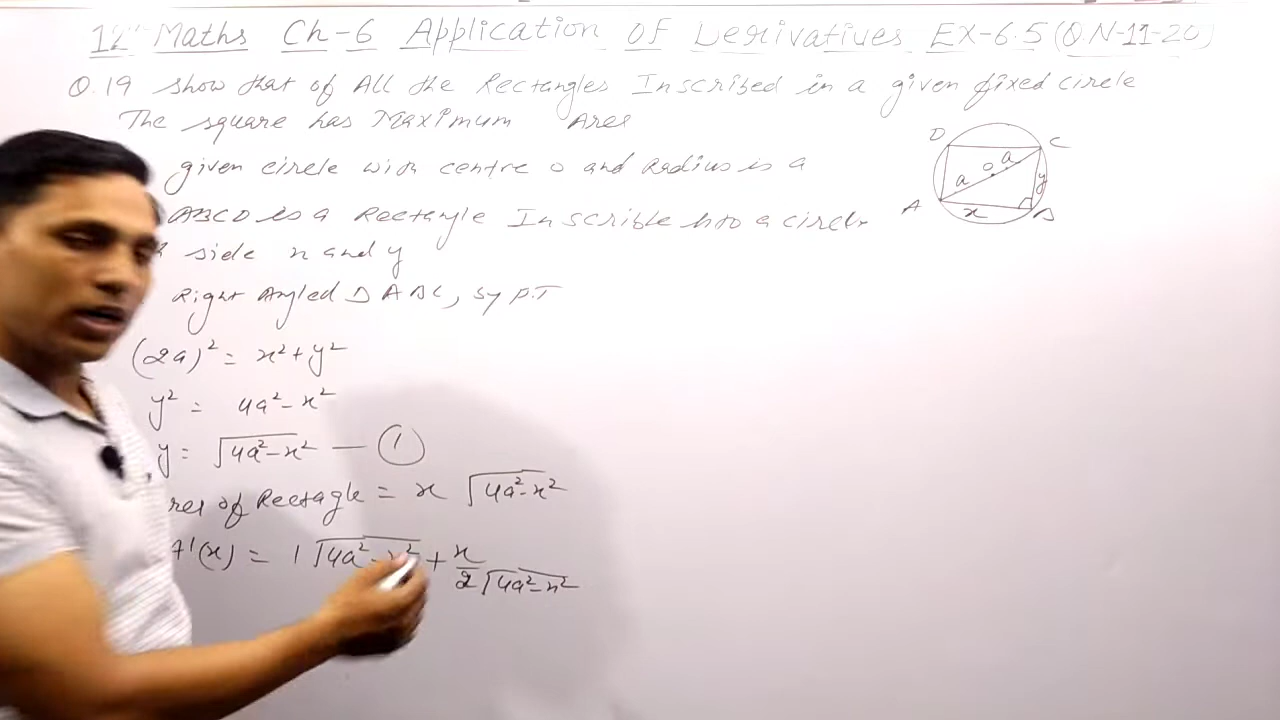 12th Maths Ch-6 Application OF Derivatives EX-6.5 (Q.N-11-20)
Q.19 Show that of All the Rectangles Inscribed in a given fixed circle
The square has Maximum Area
given circle with centre O and Radius is a
ABCD is a Rectangle Inscrible into a circle
side x and y
Right Angled Δ ABC, by P.T
(2a)² = x² + y²
y² = 4a² - x²
y = √4a²-x² — ①
of Rectagle = x √4a²-x²
A'(x) = 1 √4a²-x² + x/2√4a²-x²
D
C
O
a
a
y
A
x
B